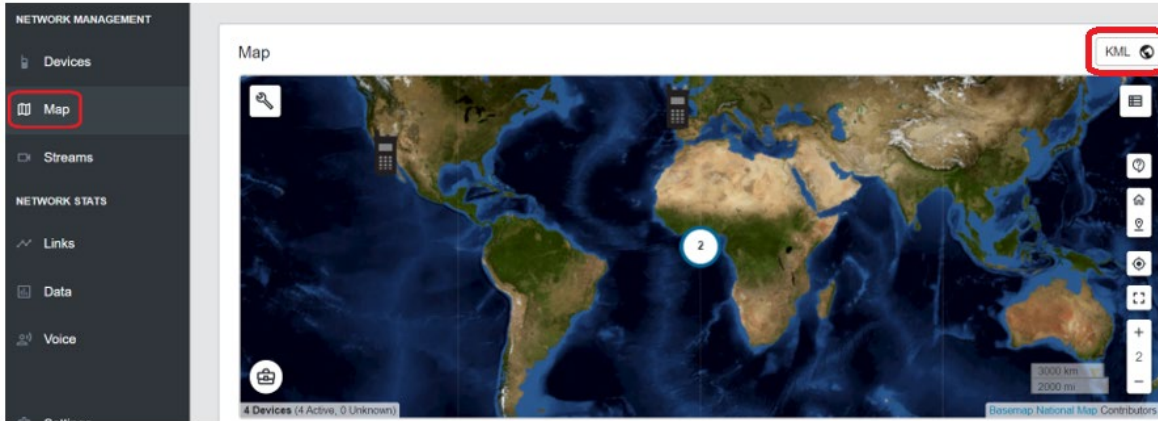 NETWORK MANAGEMENT
Devices
Map
Streams
NETWORK STATS
Links
Data
Voice
Settings
Map
KML
2
2
3000 km
2000 mi
4 Devices (4 Active, 0 Unknown)
Basemap National Map Contributors